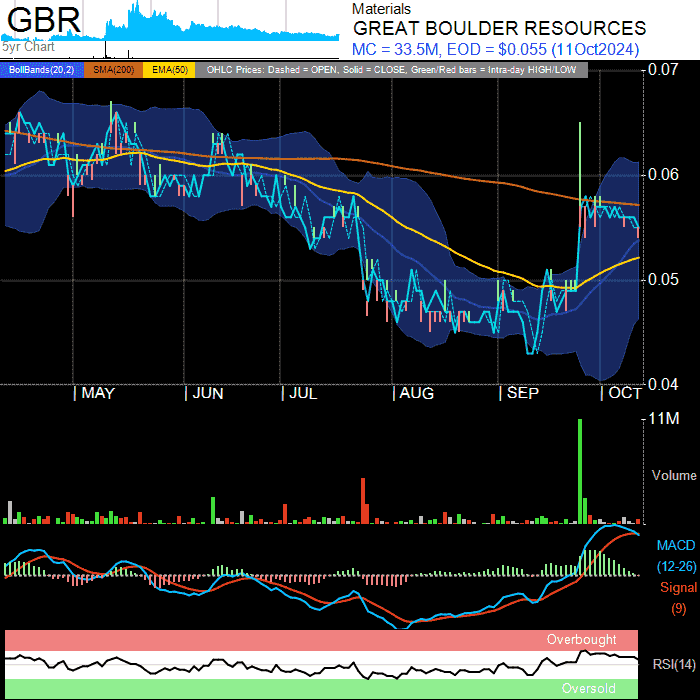 GBR
5yr Chart
Materials
GREAT BOULDER RESOURCES
MC = 33.5M, EOD = $0.055 (11Oct2024)
BollBands(20,2) SMA(200) EMA(50) OHLC Prices: Dashed = OPEN, Solid = CLOSE, Green/Red bars = Intra-day HIGH/LOW
0.07
0.06
0.05
0.04
MAY JUN JUL AUG SEP OCT
11M
Volume
MACD
(12-26)
Signal
(9)
Overbought
RSI(14)
Oversold